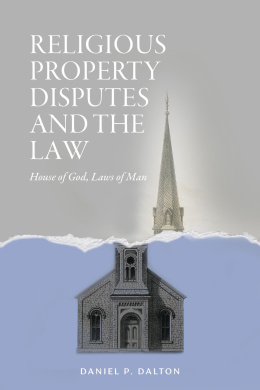 RELIGIOUS
PROPERTY
DISPUTES
AND THE
LAW
House of God, Laws of Man
DANIEL P. DALTON